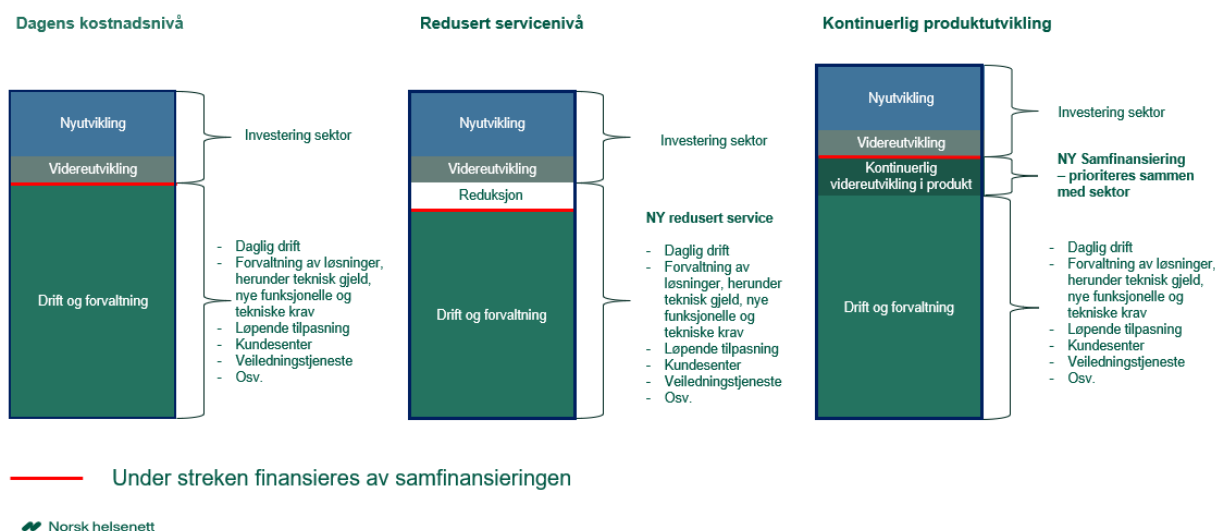 Dagens kostnadsnivå
Nyutvikling
Videreutvikling
Drift og forvaltning
Investering sektor
- Daglig drift
- Forvaltning av løsninger,
herunder teknisk gjeld,
nye funksjonelle og
tekniske krav
- Løpende tilpasning
- Kundesenter
- Veiledningstjeneste
- Osv.
Redusert servicenivå
Nyutvikling
Videreutvikling
Reduksjon
Drift og forvaltning
Investering sektor
NY redusert service
- Daglig drift
- Forvaltning av
løsninger, herunder
teknisk gjeld, nye
funksjonelle og
tekniske krav
- Løpende tilpasning
- Kundesenter
- Veiledningstjeneste
- Osv.
Kontinuerlig produktutvikling
Nyutvikling
Videreutvikling
Kontinuerlig
videreutvikling i produkt
Drift og forvaltning
Investering sektor
NY Samfinansiering
– prioriteres sammen
med sektor
- Daglig drift
- Forvaltning av løsninger,
herunder teknisk gjeld,
nye funksjonelle og
tekniske krav
- Løpende tilpasning
- Kundesenter
- Veiledningstjeneste
- Osv.
Under streken finansieres av samfinansieringen
Norsk helsenett